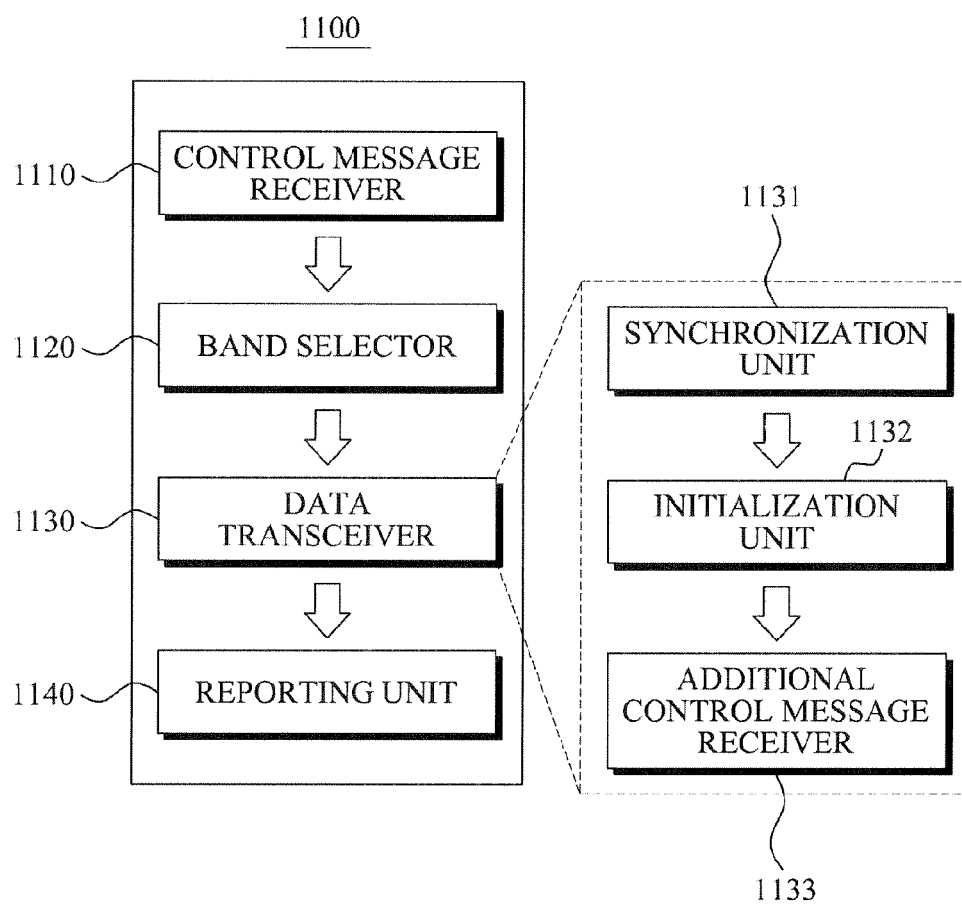 1100
1110
CONTROL MESSAGE
RECEIVER
1120
BAND SELECTOR
1130
DATA
TRANSCEIVER
1140
REPORTING UNIT
1131
SYNCHRONIZATION
UNIT
1132
INITIALIZATION
UNIT
ADDITIONAL
CONTROL MESSAGE
RECEIVER
1133